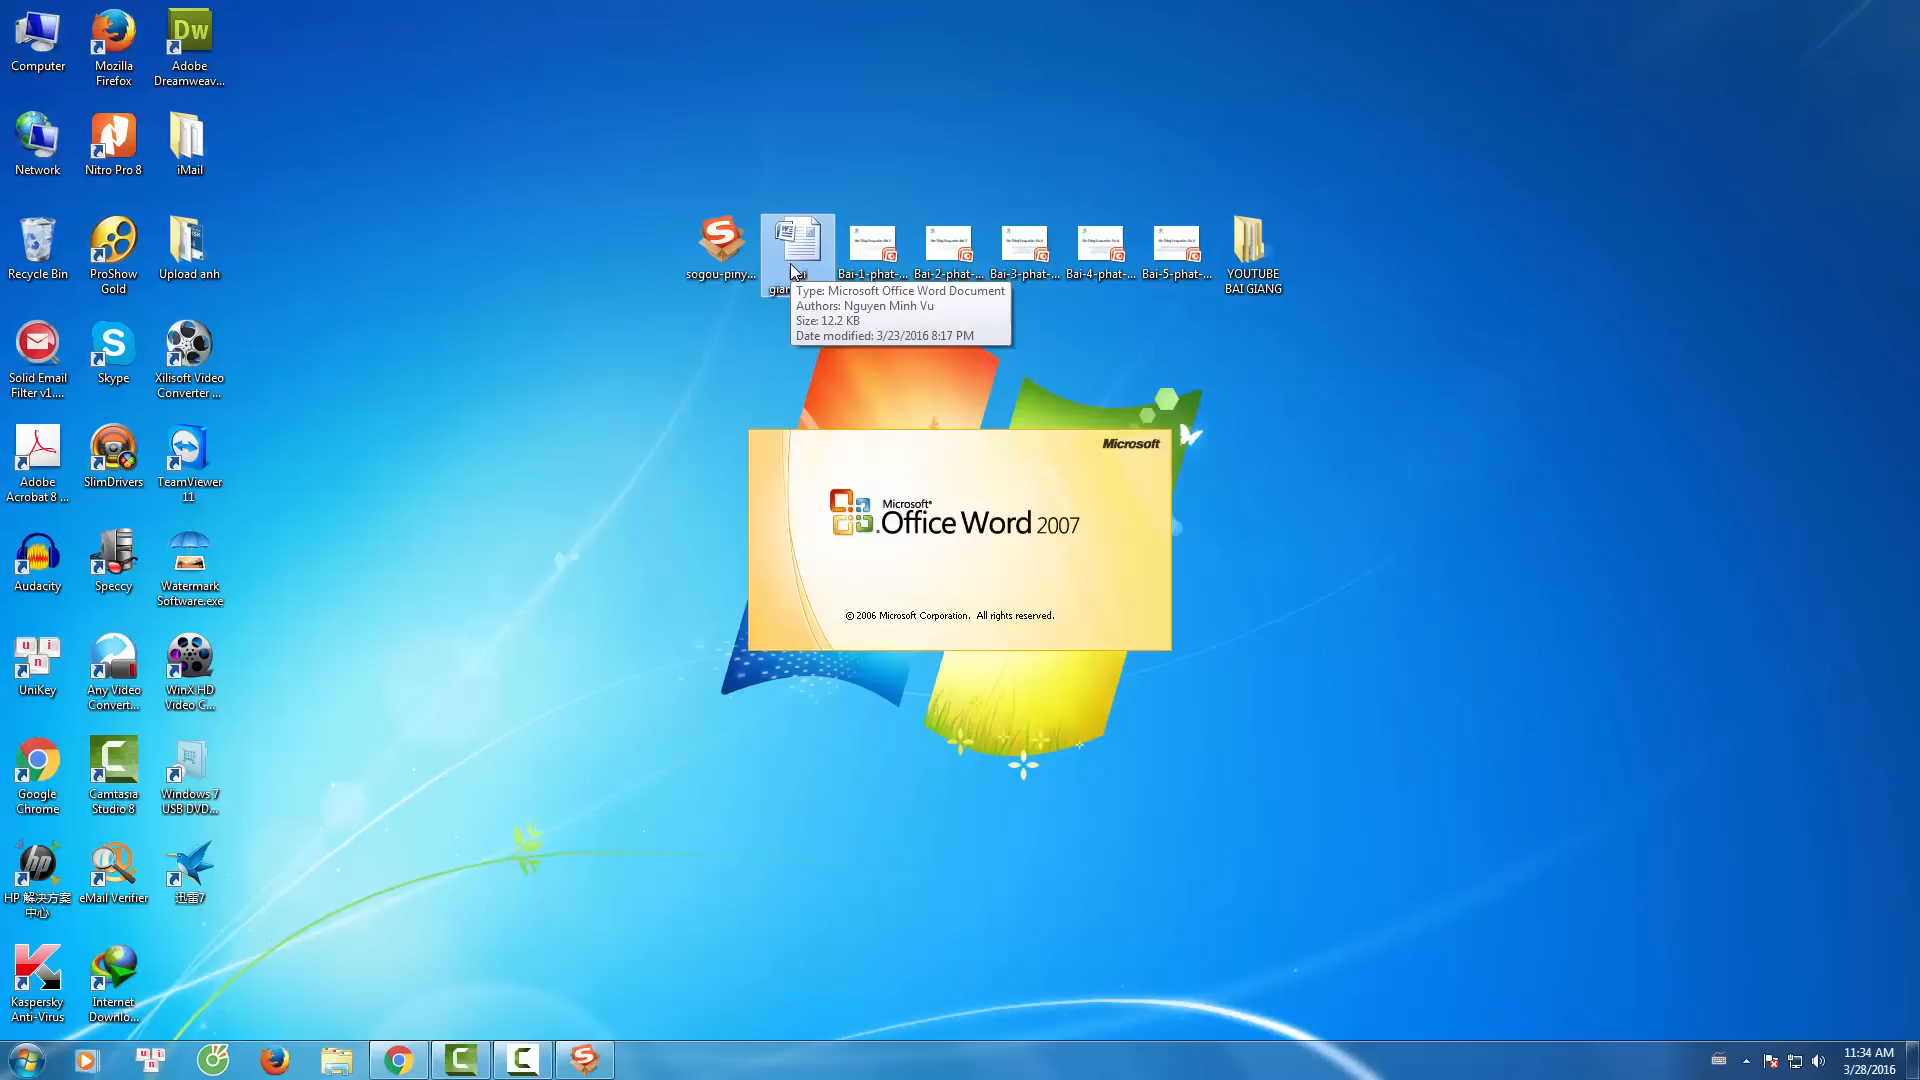 Computer
Mozilla
Firefox
Dw
Adobe
Dreamweav...
Network
Nitro Pro 8
iMail
Recycle Bin
ProShow
Gold
Upload anh
sogou-piny...
Bai-1-phat-...
Bai-2-phat-...
Bai-3-phat-...
Bai-4-phat-...
Bai-5-phat-...
YOUTUBE
BAI GIANG
Type: Microsoft Office Word Document
Authors: Nguyen Minh Vu
Size: 12.2 KB
Date modified: 3/23/2016 8:17 PM
Solid Email
Filter v1....
Skype
Xilisoft Video
Converter ...
Adobe
Acrobat 8 ...
SlimDrivers
TeamViewer
11
Microsoft
Microsoft®
Office Word 2007
© 2006 Microsoft Corporation. All rights reserved.
Audacity
Speccy
Watermark
Software.exe
u i
n
UniKey
Any Video
Convert...
WinX HD
Video C...
Google
Chrome
Camtasia
Studio 8
Windows 7
USB DVD...
HP 解决方案
中心
eMail Verifier
迅雷7
Kaspersky
Anti-Virus
Internet
Downlo...
11:34 AM
3/28/2016